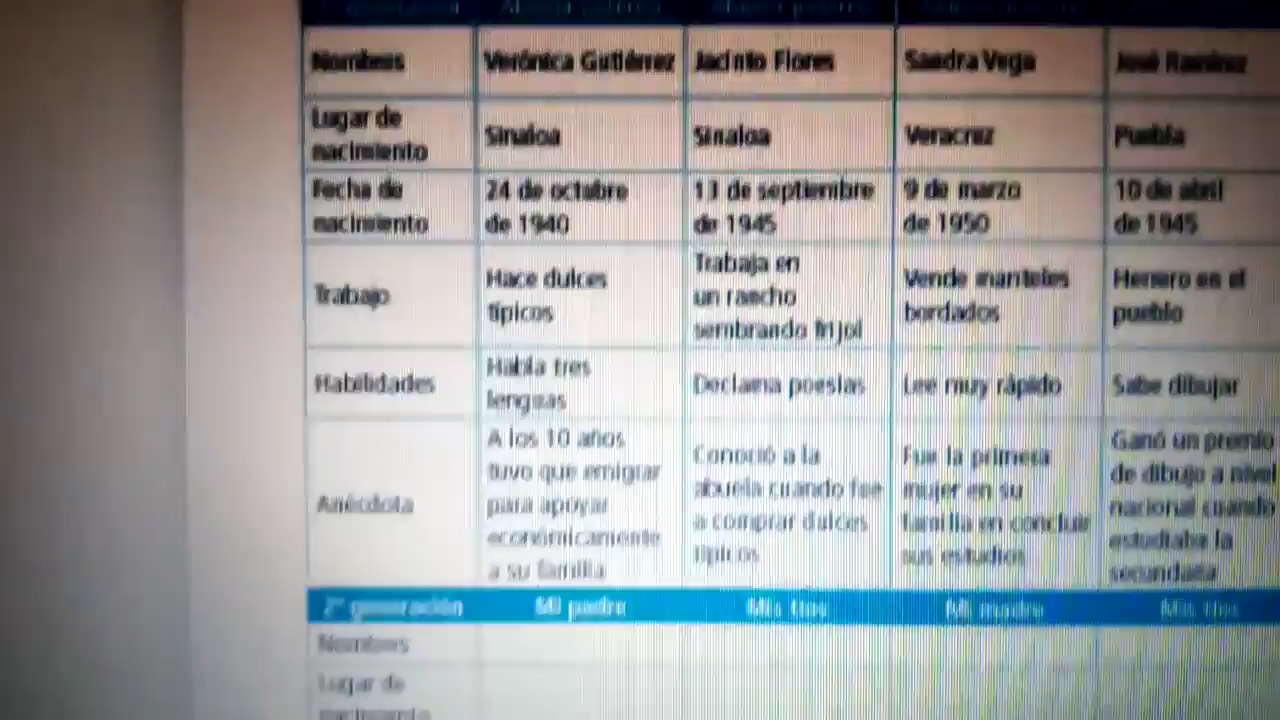 Nombres Verónica Gutiérrez Jacinto Flores Sandra Vega José Ramírez
Lugar de
nacimiento Sinaloa Sinaloa Veracruz Puebla
Fecha de 24 de octubre 13 de septiembre 9 de marzo 10 de abril
nacimiento de 1940 de 1945 de 1950 de 1945
Trabajo
Hace dulces
típicos
Trabaja en
un rancho
sembrando frijol
Vende manteles
bordados
Herrero en el
pueblo
Habilidades
Habla tres
lenguas
Declama poesías
Lee muy rápido
Sabe dibujar
Anécdota
A los 10 años
tuvo que emigrar
para apoyar
económicamente
a su familia
Conoció a la
abuela cuando fue
a comprar dulces
típicos
Fue la primera
mujer en su
familia en concluir
sus estudios
Ganó un premio
de dibujo a nivel
nacional cuando
estudiaba la
secundaria
2ª generación Mi padre Mis tíos Mi madre Mis tíos
Nombres
Lugar de
nacimiento